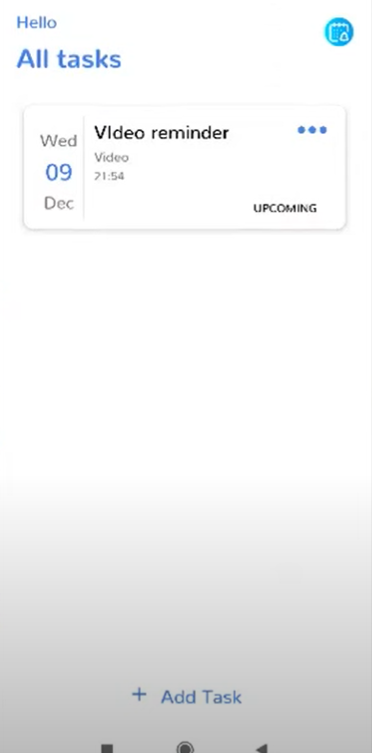 Hello
All tasks
Wed
09
Dec
VIdeo reminder
Video
21:54
UPCOMING
+ Add Task